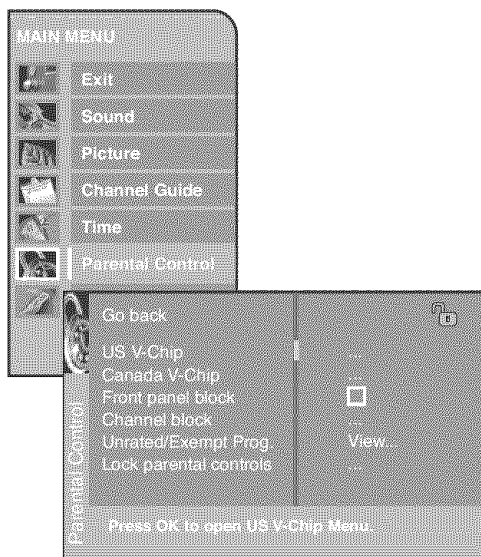 MAIN MENU
Exit
Sound
Picture
Channel Guide
Time
Parental Control
Go back
US V-Chip ...
Canada V-Chip ...
Front panel block
Channel block ...
Unrated/Exempt Prog. View...
Lock parental controls ...
Parental Control
Press OK to open US V-Chip Menu.